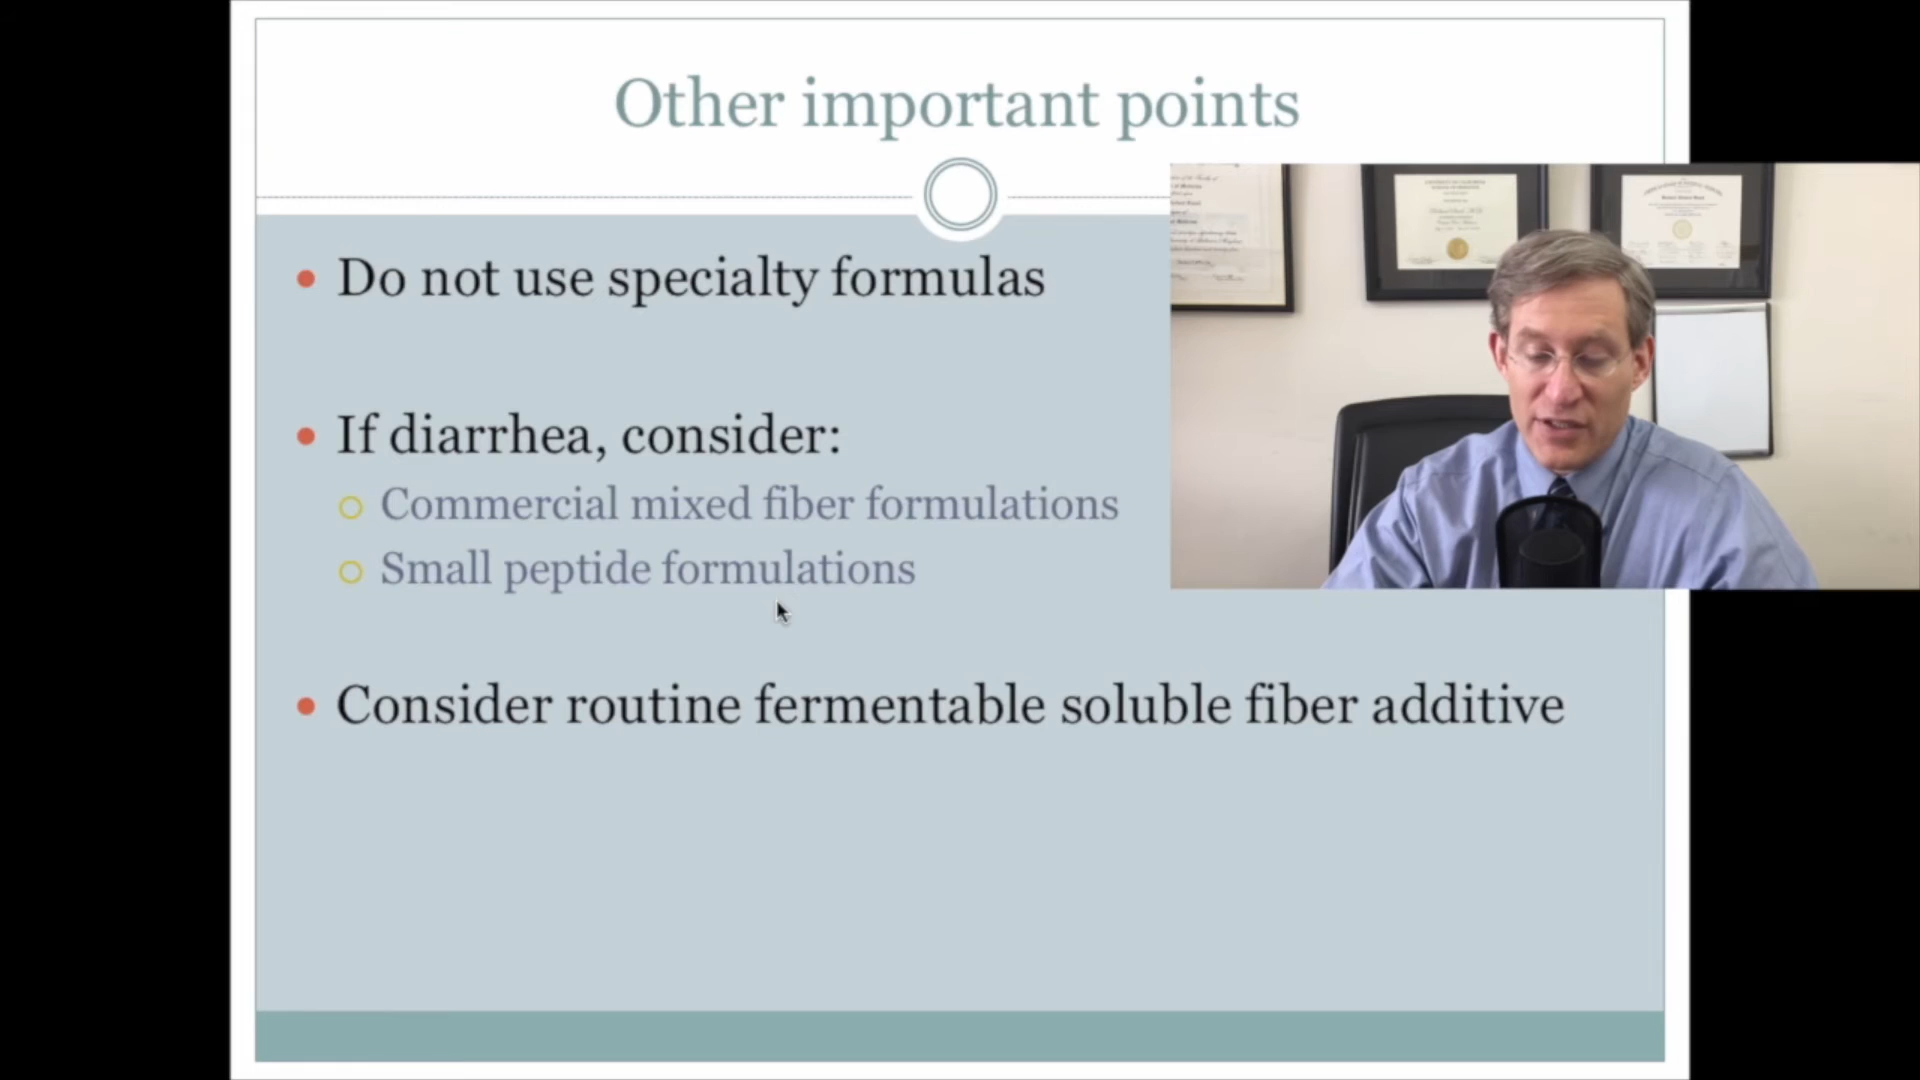 Other important points
Do not use specialty formulas
If diarrhea, consider:
Commercial mixed fiber formulations
Small peptide formulations
Consider routine fermentable soluble fiber additive